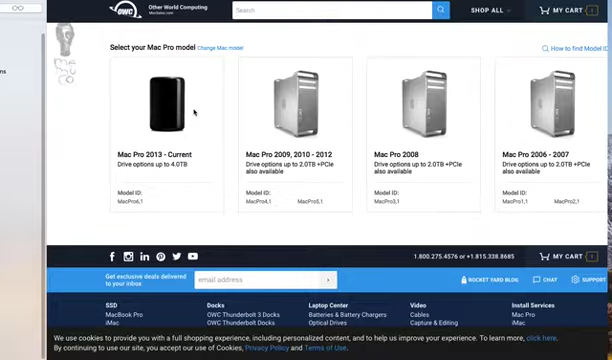 OWC
Other World Computing
MacSales.com
Search
SHOP ALL
MY CART
Select your Mac Pro model
Change Mac model
How to find Model ID
Mac Pro 2013 - Current
Drive options up to 4.0TB
Model ID:
MacPro6,1
Mac Pro 2009, 2010 - 2012
Drive options up to 2.0TB +PCIe
also available
Model ID:
MacPro4,1 MacPro5,1
Mac Pro 2008
Drive options up to 2.0TB +PCIe
also available
Model ID:
MacPro3,1
Mac Pro 2006 - 2007
Drive options up to 2.0TB +PCIe
also available
Model ID:
MacPro1,1 MacPro2,1
1.800.275.4576 or +1.815.338.8685
MY CART
Get exclusive deals delivered
to your inbox:
email address
ROCKET YARD BLOG
CHAT
SUPPORT
SSD
MacBook Pro
iMac
Docks
OWC Thunderbolt 3 Docks
OWC Thunderbolt Docks
Laptop Center
Batteries & Battery Chargers
Optical Drives
Video
Cables
Capture & Editing
Install Services
Mac Pro
iMac
We use cookies to provide you with a full shopping experience, including personalized content, and to help us improve your experience. To learn more, click here.
By continuing to use our site, you accept our use of Cookies, Privacy Policy and Terms of Use.